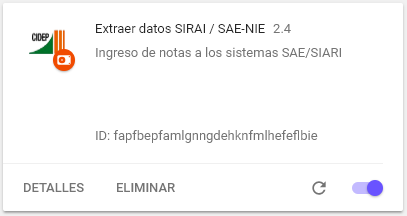 CIDEP
Extraer datos SIRAI / SAE-NIE 2.4
Ingreso de notas a los sistemas SAE/SIARI
ID: fapfbepfamlgnngdehknfmlhefeflbie
DETALLES ELIMINAR